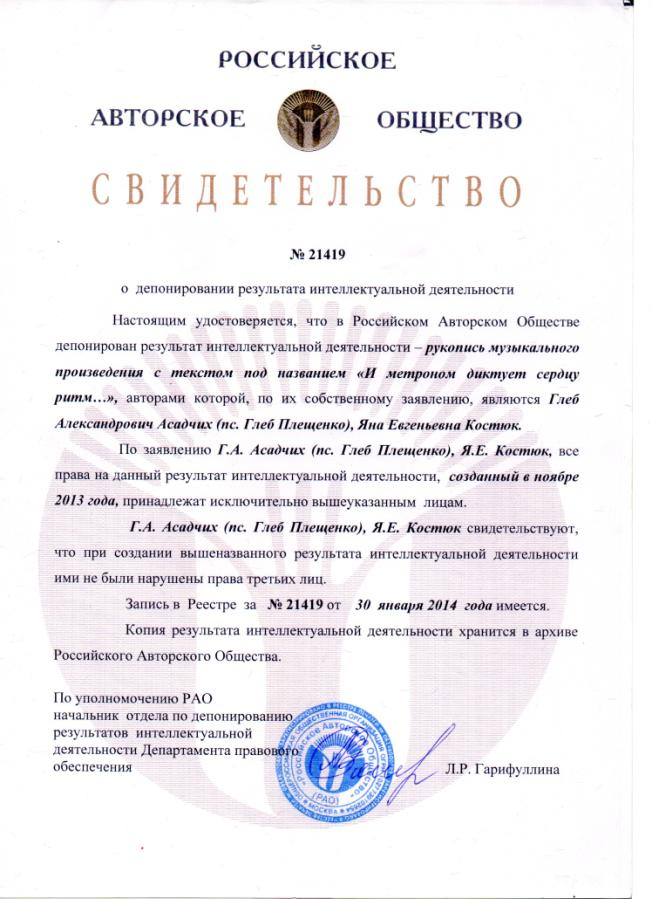 РОССИЙСКОЕ
АВТОРСКОЕ ОБЩЕСТВО
СВИДЕТЕЛЬСТВО
№ 21419
о депонировании результата интеллектуальной деятельности
Настоящим удостоверяется, что в Российском Авторском Обществе
депонирован результат интеллектуальной деятельности – рукопись музыкального
произведения с текстом под названием «И метроном диктует сердцу
ритм…», авторами которой, по их собственному заявлению, являются Глеб
Александрович Асадчих (пс. Глеб Плещенко), Яна Евгеньевна Костюк.
По заявлению Г.А. Асадчих (пс. Глеб Плещенко), Я.Е. Костюк, все
права на данный результат интеллектуальной деятельности, созданный в ноябре
2013 года, принадлежат исключительно вышеуказанным лицам.
Г.А. Асадчих (пс. Глеб Плещенко), Я.Е. Костюк свидетельствуют,
что при создании вышеназванного результата интеллектуальной деятельности
ими не были нарушены права третьих лиц.
Запись в Реестре за № 21419 от 30 января 2014 года имеется.
Копия результата интеллектуальной деятельности хранится в архиве
Российского Авторского Общества.
По уполномочению РАО
начальник отдела по депонированию
результатов интеллектуальной
деятельности Департамента правового
обеспечения
Л.Р. Гарифуллина
Российское Авторское Общество
(РАО)
МОСКВА